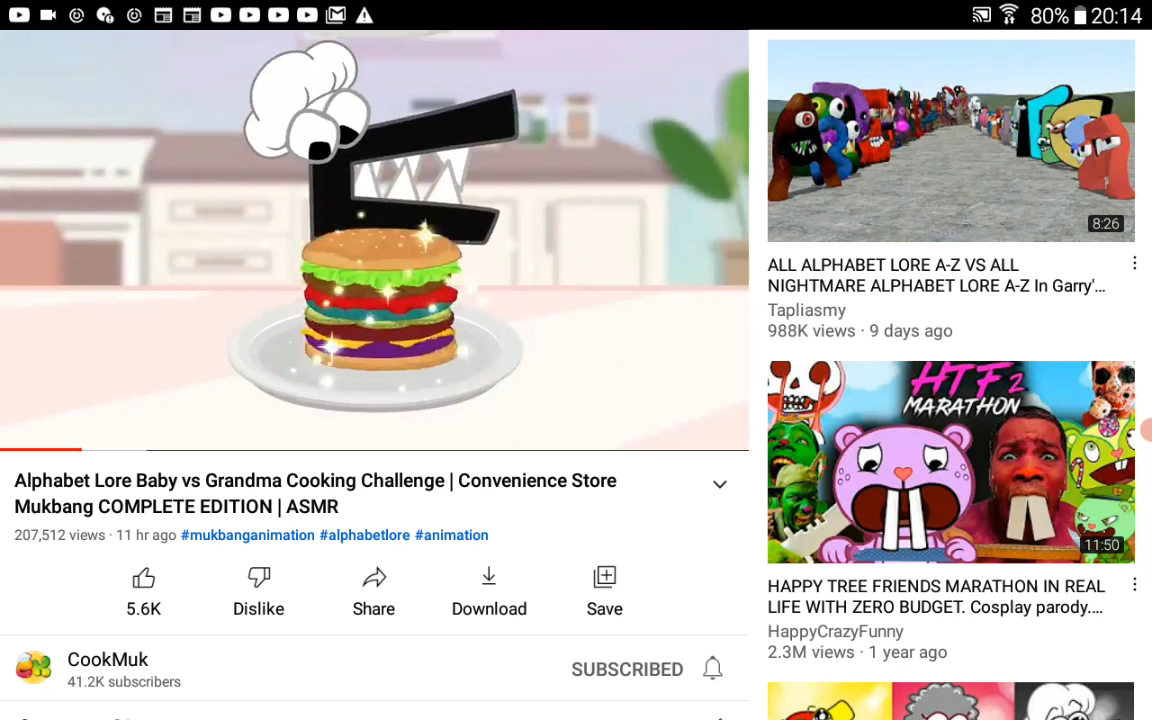 80% 20:14
8:26
ALL ALPHABET LORE A-Z VS ALL
NIGHTMARE ALPHABET LORE A-Z In Garry'...
Tapliasmy
988K views · 9 days ago
HTF 2
MARATHON
11:50
HAPPY TREE FRIENDS MARATHON IN REAL
LIFE WITH ZERO BUDGET. Cosplay parody....
HappyCrazyFunny
2.3M views · 1 year ago
Alphabet Lore Baby vs Grandma Cooking Challenge | Convenience Store
Mukbang COMPLETE EDITION | ASMR
207,512 views · 11 hr ago #mukbanganimation #alphabetlore #animation
5.6K Dislike Share Download Save
CookMuk
41.2K subscribers
SUBSCRIBED